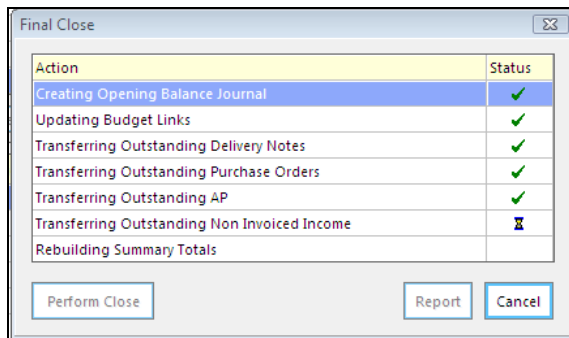 Final Close
Action Status
Creating Opening Balance Journal
Updating Budget Links
Transferring Outstanding Delivery Notes
Transferring Outstanding Purchase Orders
Transferring Outstanding AP
Transferring Outstanding Non Invoiced Income
Rebuilding Summary Totals
Perform Close Report Cancel